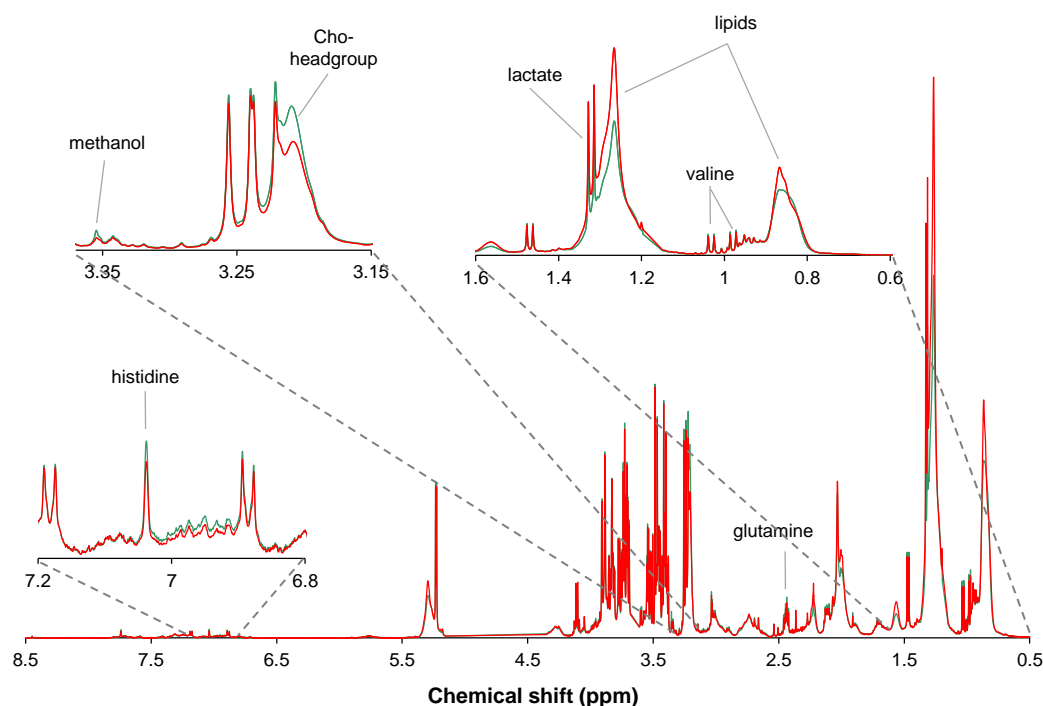 Cho-
headgroup
methanol
3.35
3.25
3.15
lipids
lactate
valine
1.6
1.4
1.2
1
0.8
0.6
histidine
7.2
7
6.8
glutamine
8.5
7.5
6.5
5.5
4.5
3.5
2.5
1.5
0.5
Chemical shift (ppm)